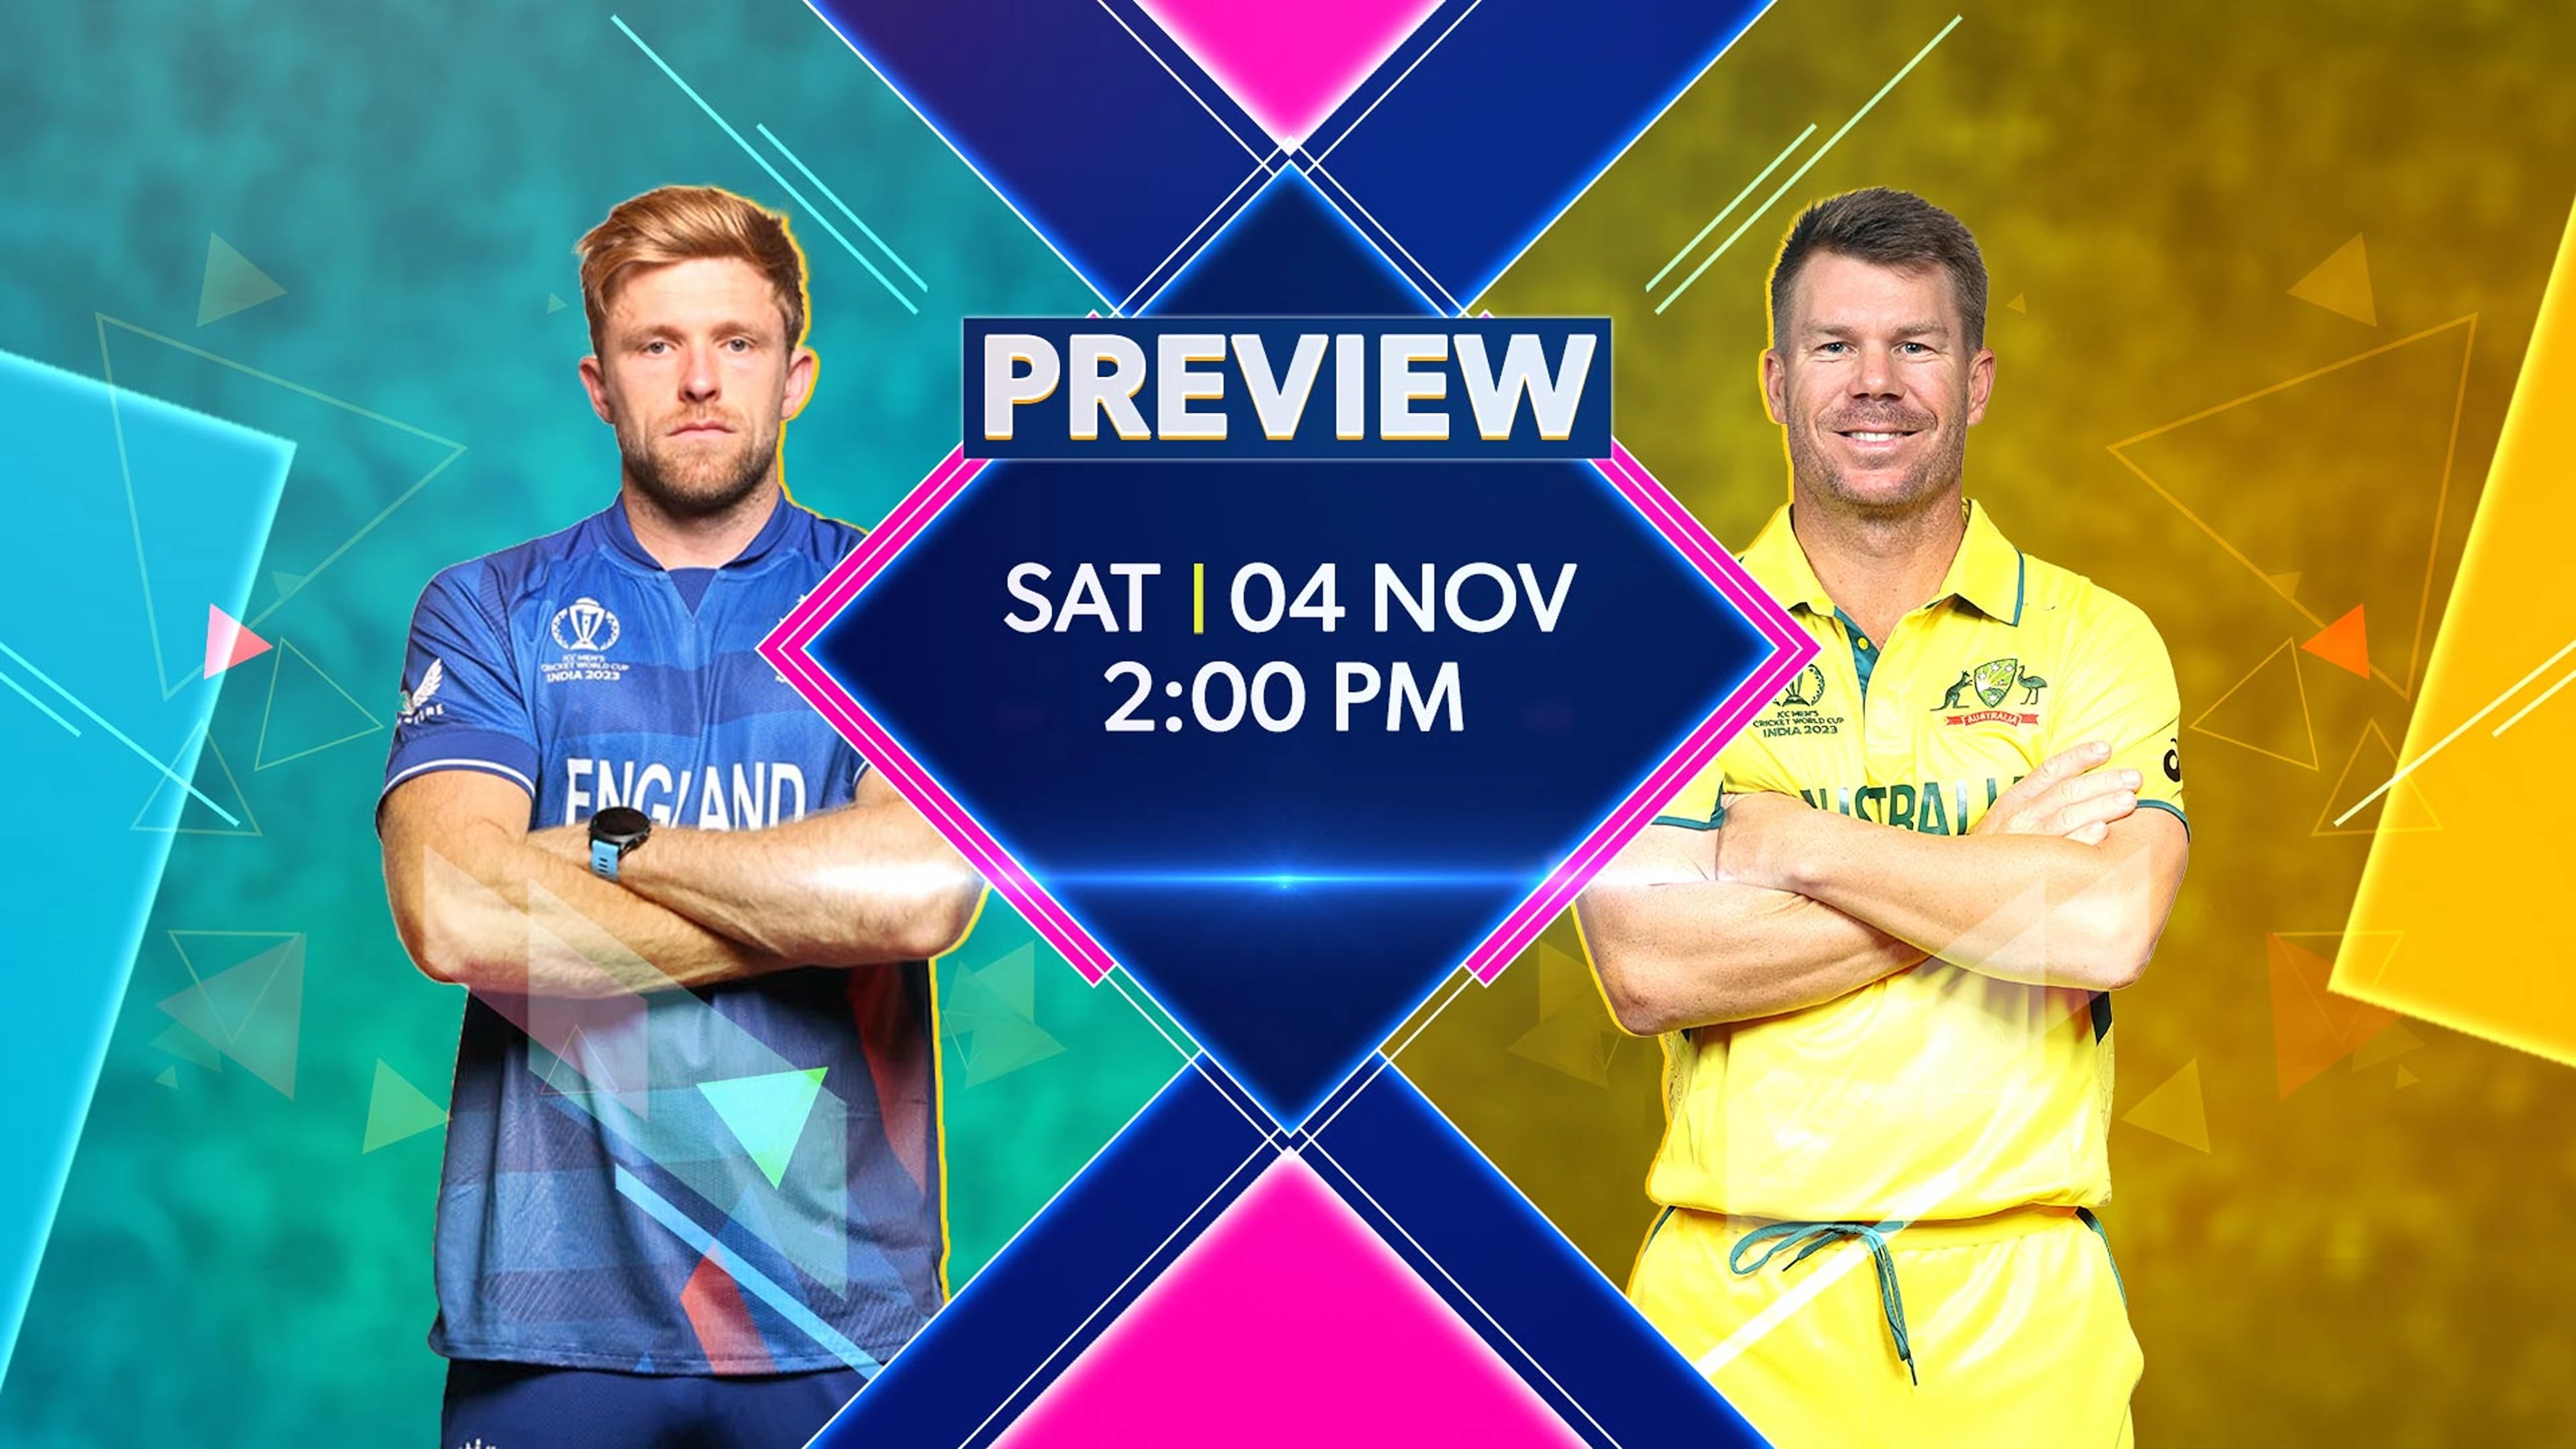 PREVIEW
SAT | 04 NOV
2:00 PM
ICC MEN'S
CRICKET WORLD CUP
INDIA 2023
ENGLAND
ICC MEN'S
CRICKET WORLD CUP
INDIA 2023
AUSTRALIA